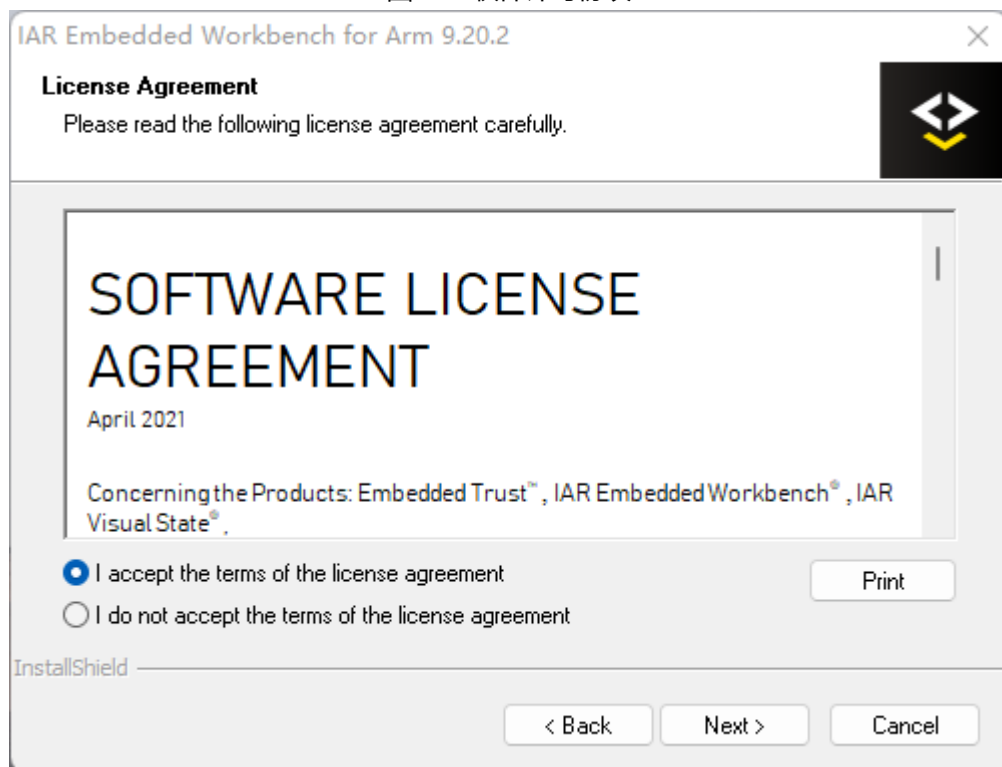 IAR Embedded Workbench for Arm 9.20.2
License Agreement
Please read the following license agreement carefully.
SOFTWARE LICENSE
AGREEMENT
April 2021
Concerning the Products: Embedded Trust™, IAR Embedded Workbench®, IAR
Visual State®,
I accept the terms of the license agreement
Print
I do not accept the terms of the license agreement
InstallShield
< Back
Next >
Cancel